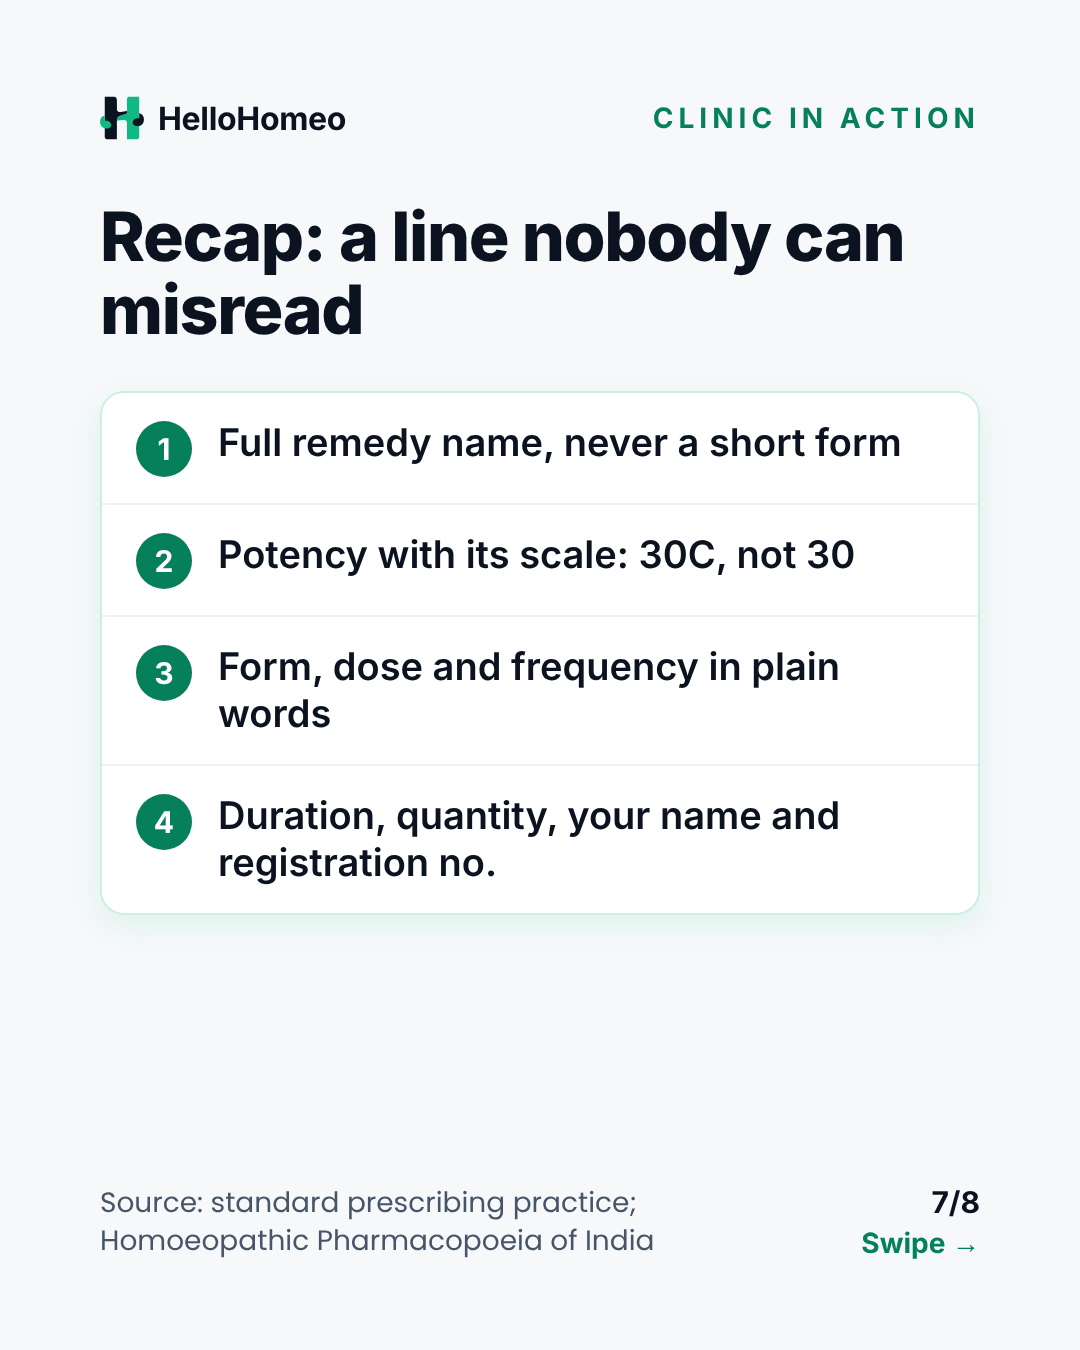 HelloHomeo
CLINIC IN ACTION
Recap: a line nobody can
misread
1 Full remedy name, never a short form
2 Potency with its scale: 30C, not 30
3 Form, dose and frequency in plain
words
4 Duration, quantity, your name and
registration no.
Source: standard prescribing practice;
Homoeopathic Pharmacopoeia of India
7/8
Swipe →